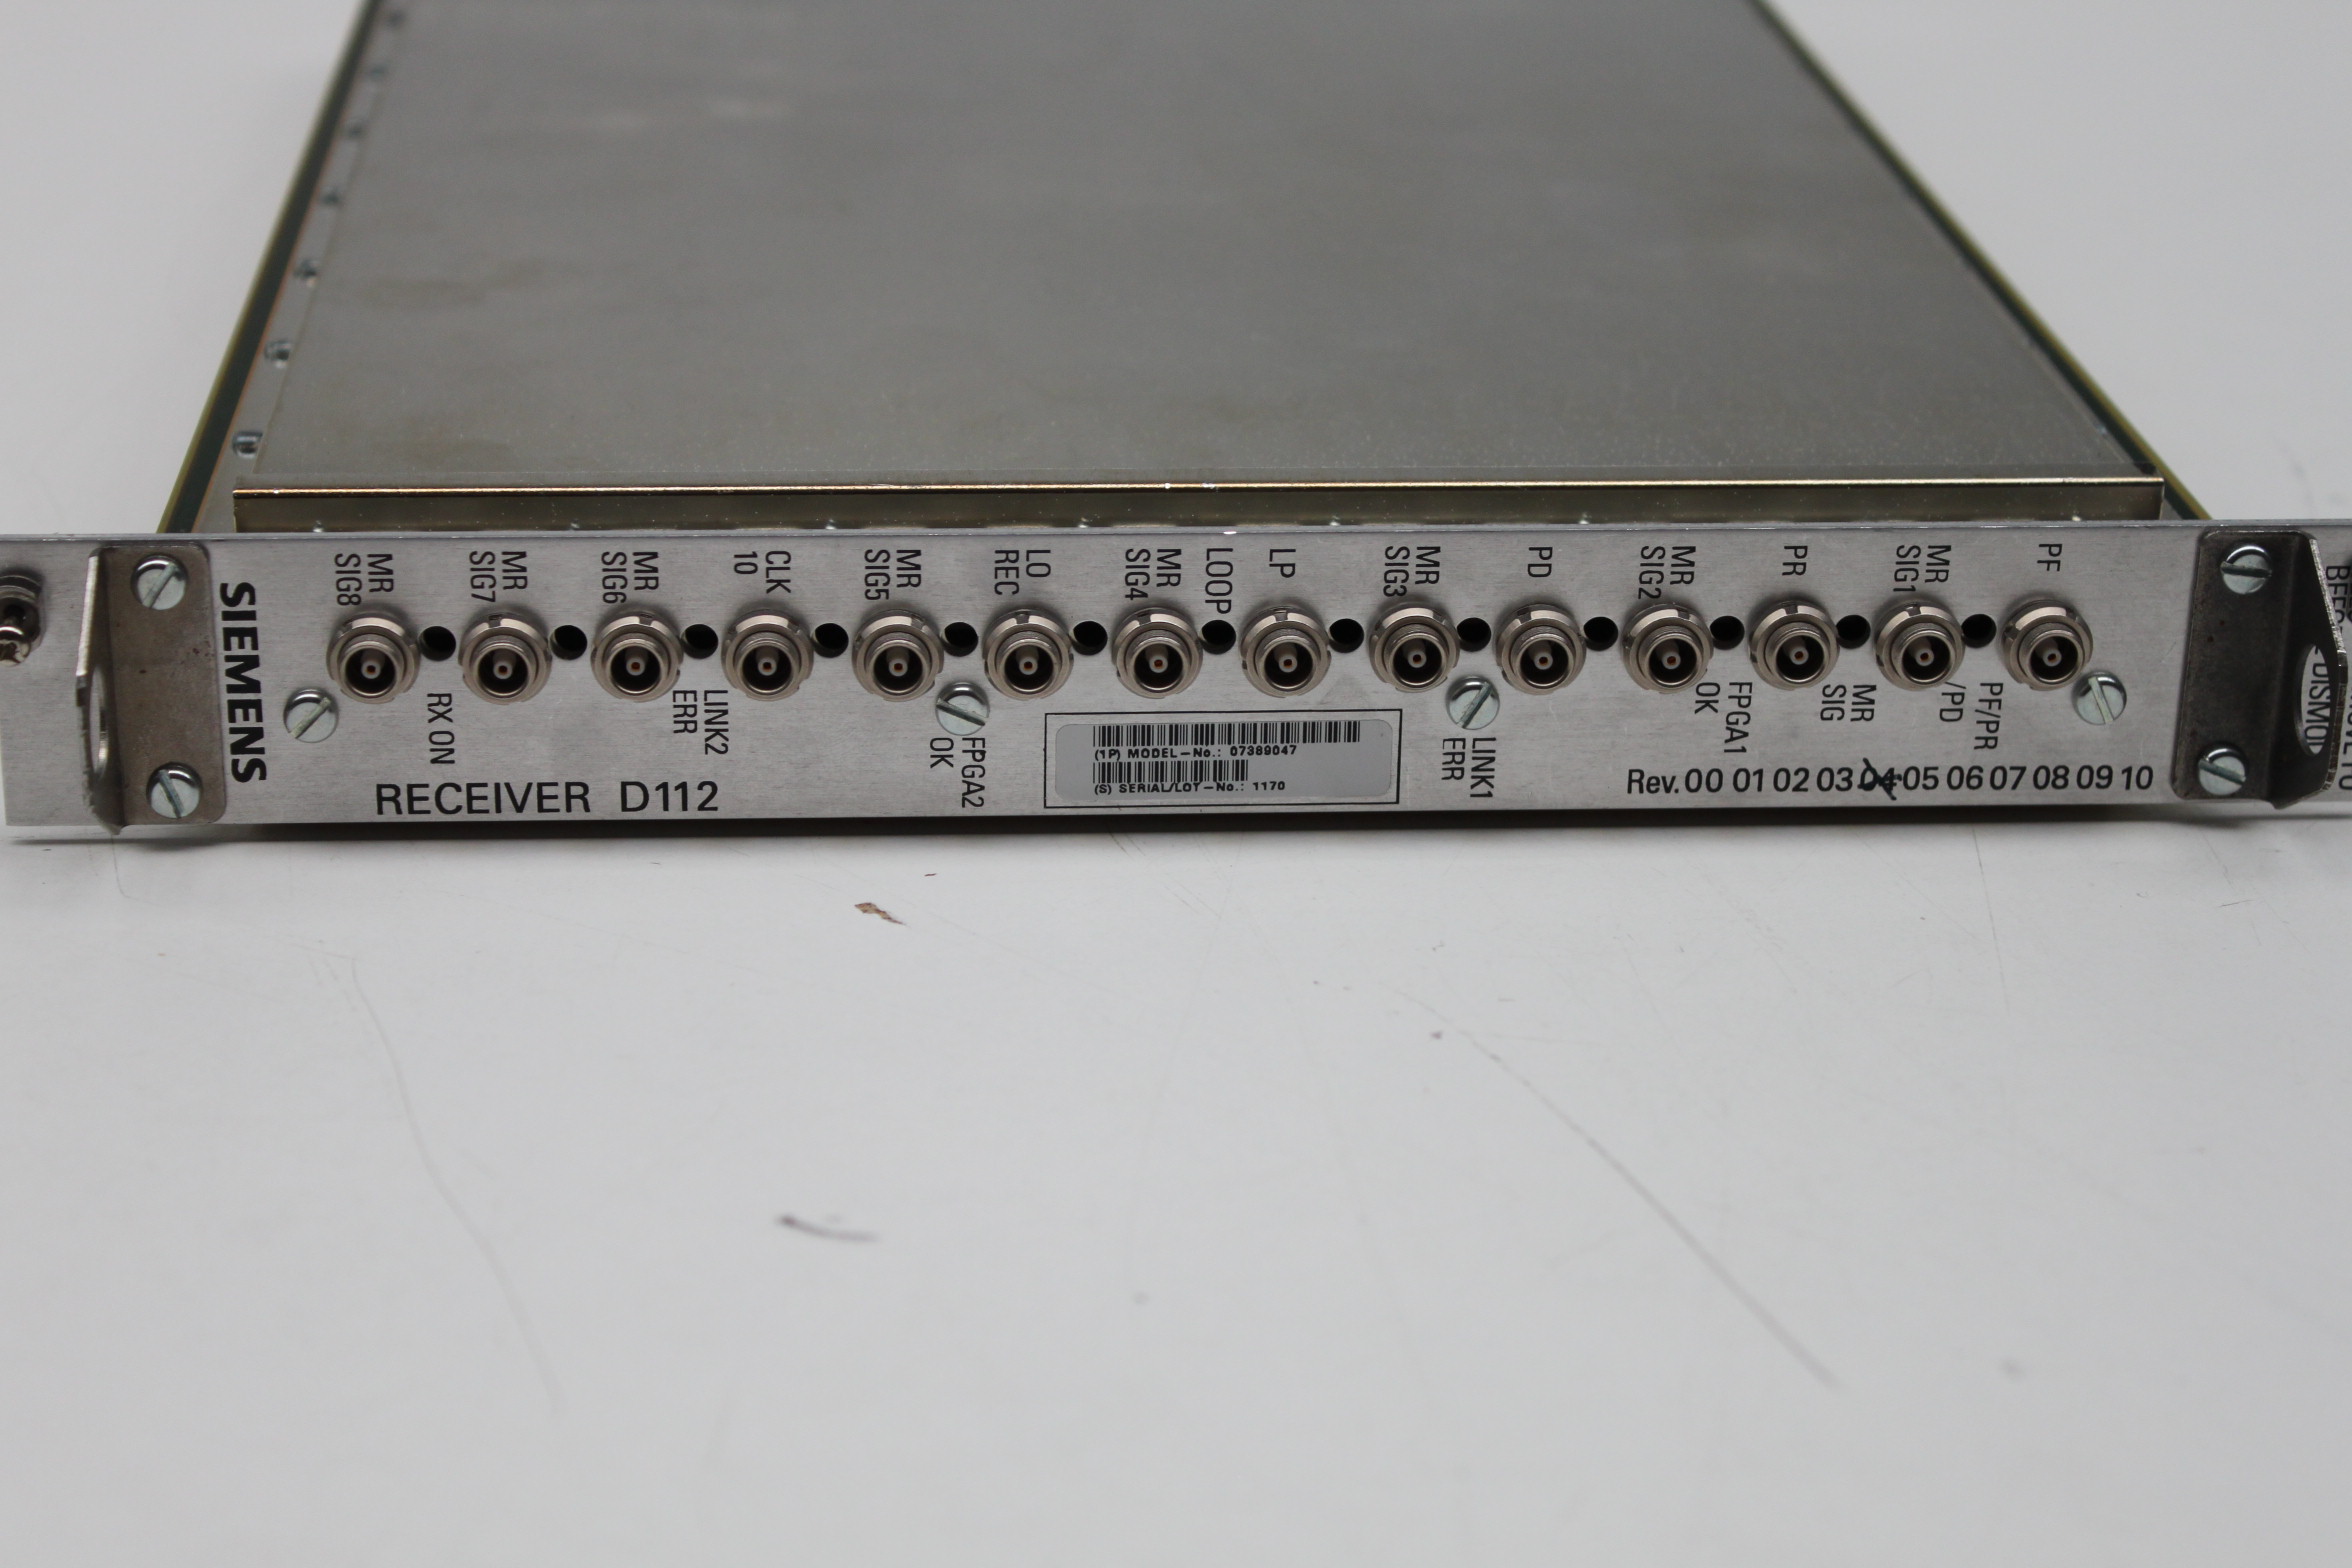 MR
SIG8
MR
SIG7
MR
SIG6
CLK
10
MR
SIG5
LO
REC
MR
SIG4
LOOP
LP
MR
SIG3
PD
MR
SIG2
PR
MR
SIG1
PF
SIEMENS
RX ON
LINK2
ERR
FPGA2
OK
LINK1
ERR
FPGA1
OK
MR
SIG
PF/PR
/PD
(1P) MODEL-No.: 07389047
(S) SERIAL/LOT-No.: 1170
RECEIVER D112
Rev. 00 01 02 03 04 05 06 07 08 09 10